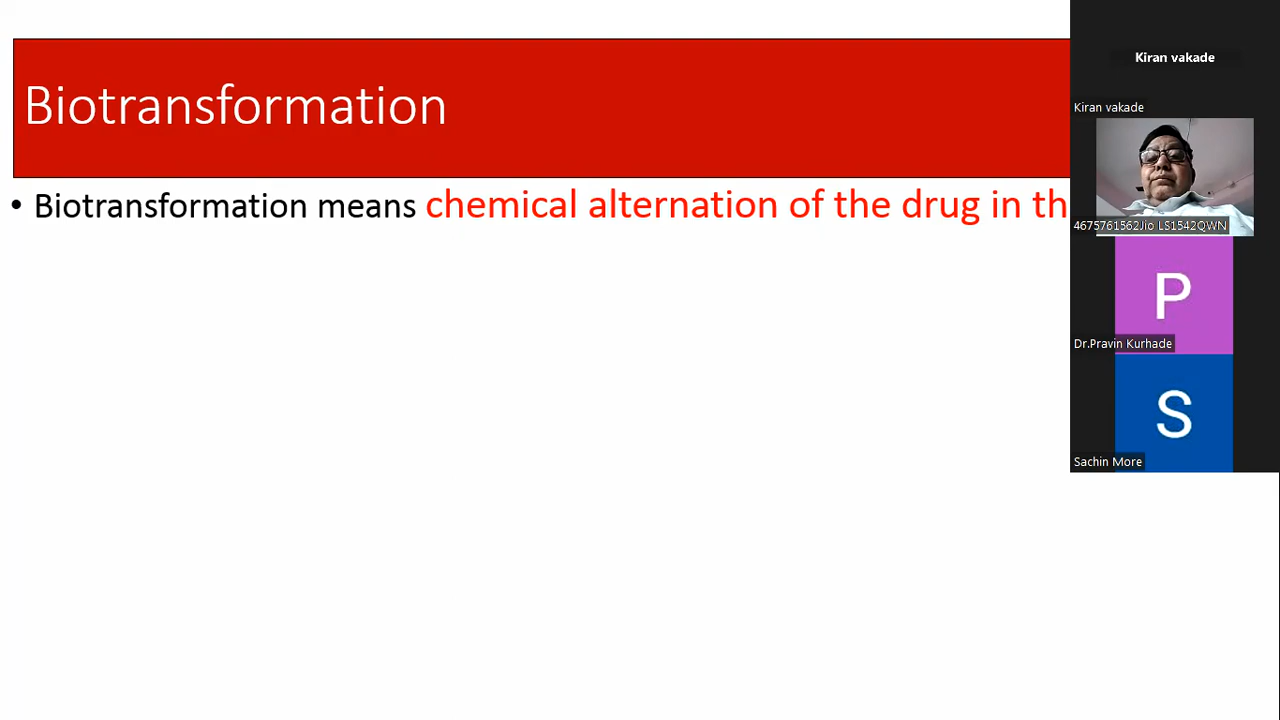 Biotransformation
• Biotransformation means chemical alternation of the drug in th
Kiran vakade
Kiran vakade
4675761562Jio LS1542QWN
P
Dr.Pravin Kurhade
S
Sachin More